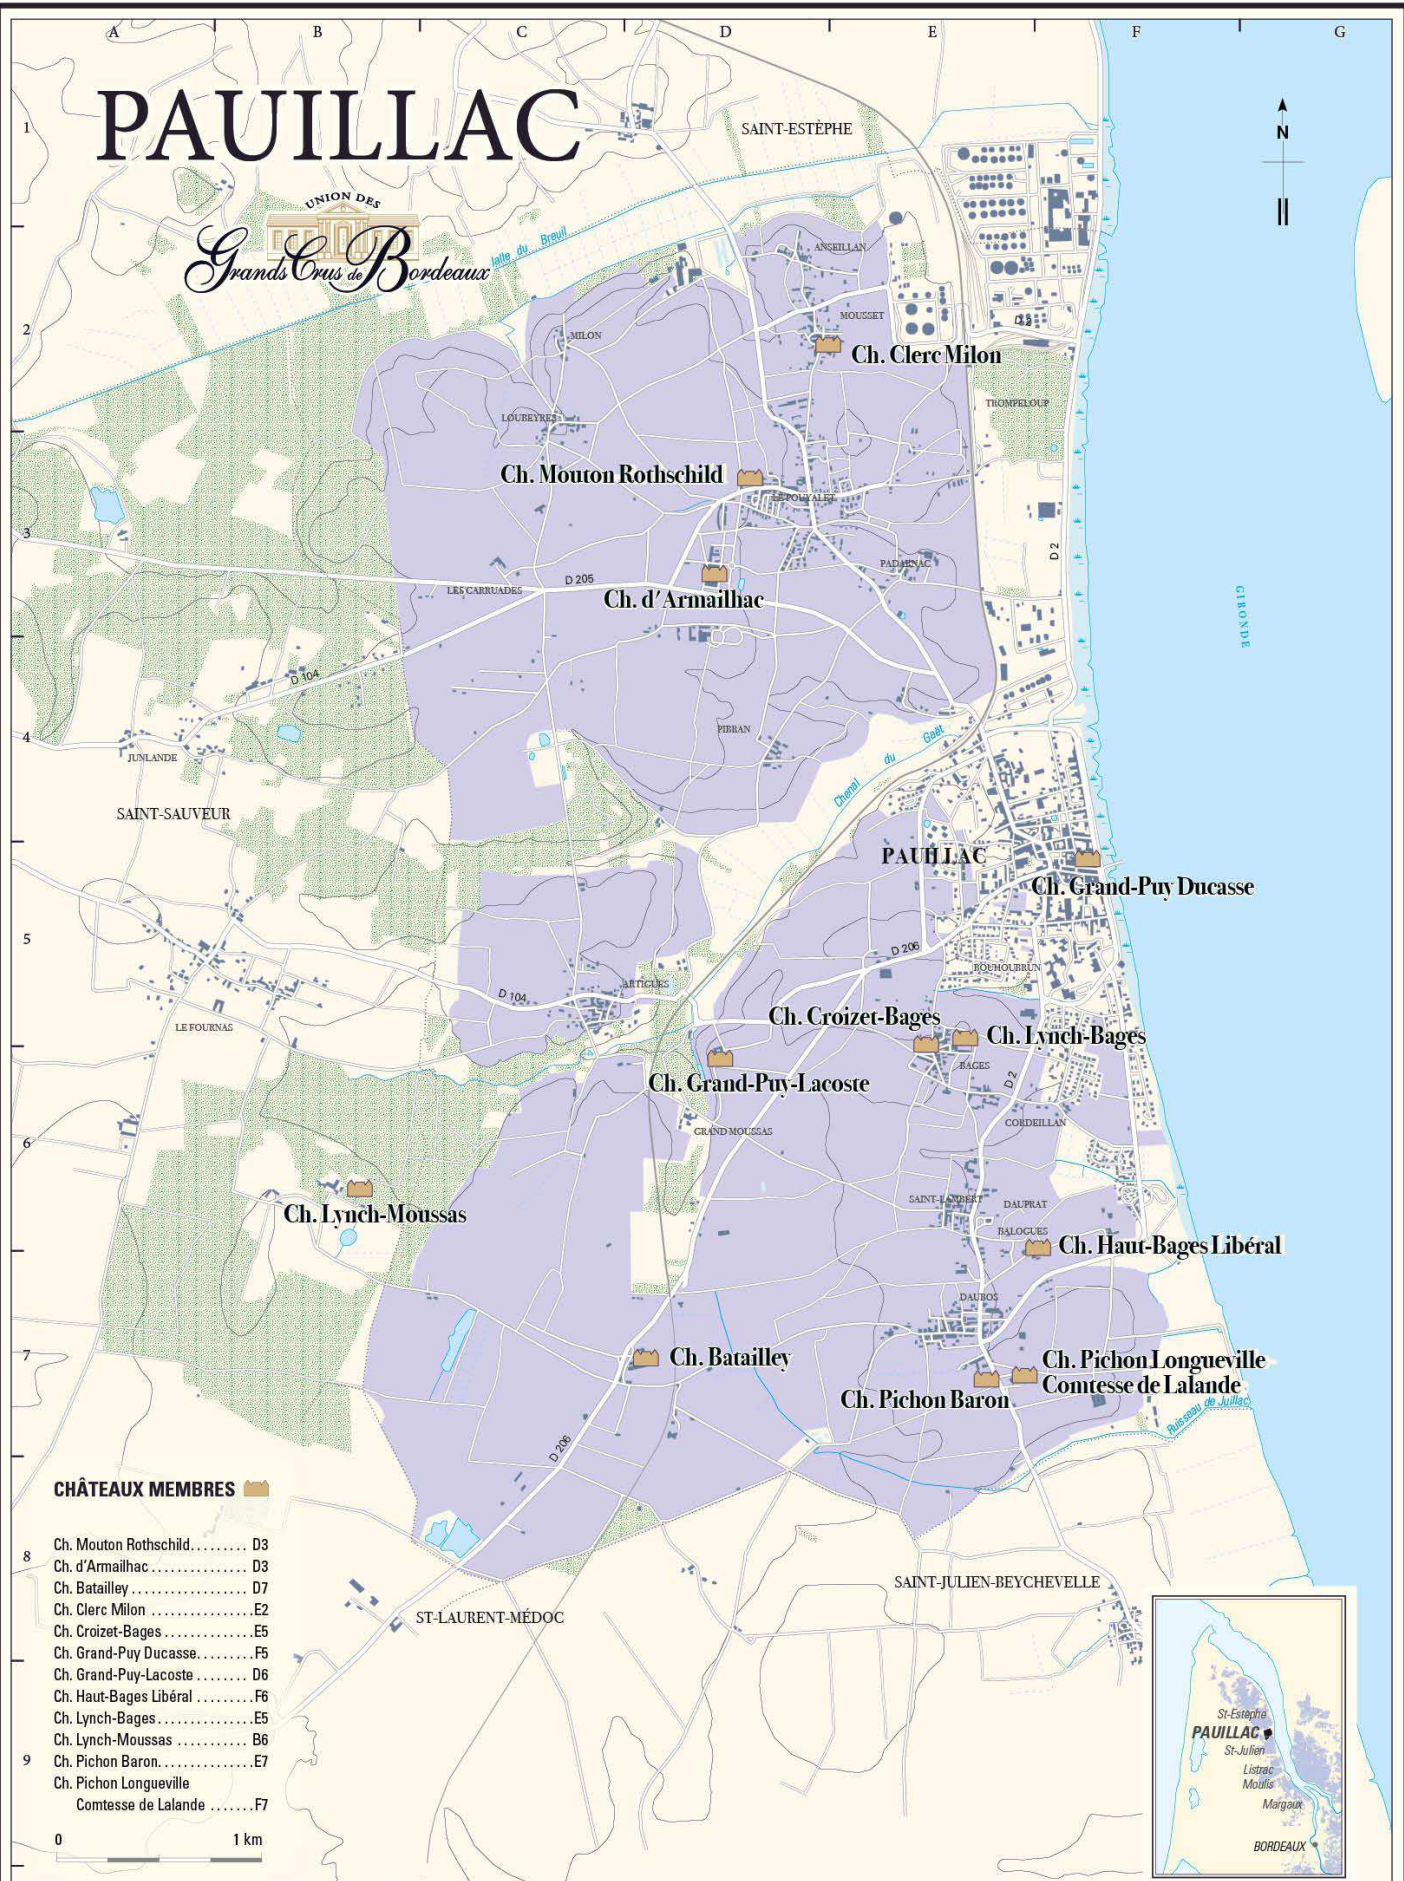 A B C D E F G
PAUILLAC
1
SAINT-ESTÈPHE
N
UNION DES
Grands Crus de Bordeaux
Jalle du Breuil
ANSEILLAN
MOUSSET
2
MILON
D 2
Ch. Clerc Milon
TROMPELOUP
LOUBEYRES
Ch. Mouton Rothschild
LE POUYALET
3
D 2
PADARNAC
D 205
LES CARRUADES
Ch. d'Armailhac
GIRONDE
D 104
PIBRAN
Chenal du Gaët
4
JUNLANDE
SAINT-SAUVEUR
PAUILLAC
Ch. Grand-Puy Ducasse
5
D 206
BOUHOUBRUN
ARTIGUES
D 104
LE FOURNAS
Ch. Croizet-Bages
Ch. Lynch-Bages
BAGES
D 2
Ch. Grand-Puy-Lacoste
CORDEILLAN
GRAND MOUSSAS
6
SAINT-LAMBERT
DAUPRAT
Ch. Lynch-Moussas
BALOGUES
Ch. Haut-Bages Libéral
DAUBOS
7
Ch. Batailley
Ch. Pichon Longueville
Comtesse de Lalande
Ch. Pichon Baron
Ruisseau de Juillac
D 206
CHÂTEAUX MEMBRES
Ch. Mouton Rothschild......... D3
Ch. d'Armailhac ............... D3
Ch. Batailley .................. D7
Ch. Clerc Milon ................E2
Ch. Croizet-Bages ..............E5
Ch. Grand-Puy Ducasse.........F5
Ch. Grand-Puy-Lacoste ........ D6
Ch. Haut-Bages Libéral .........F6
Ch. Lynch-Bages...............E5
Ch. Lynch-Moussas ........... B6
Ch. Pichon Baron...............E7
Ch. Pichon Longueville
Comtesse de Lalande .......F7
0 1 km
8
9
SAINT-JULIEN-BEYCHEVELLE
ST-LAURENT-MÉDOC
St-Estèphe
PAUILLAC
St-Julien
Listrac
Moulis
Margaux
BORDEAUX